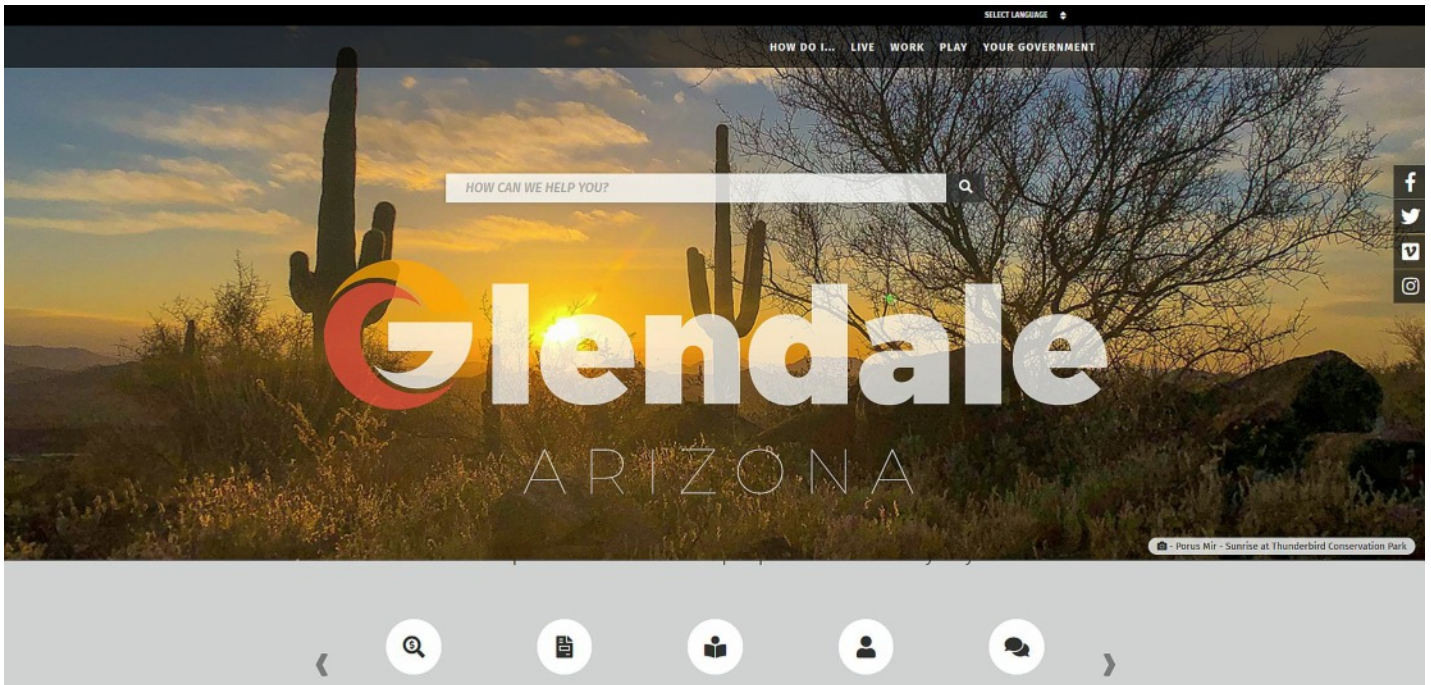 SELECT LANGUAGE
HOW DO I... LIVE WORK PLAY YOUR GOVERNMENT
HOW CAN WE HELP YOU?
Glendale
ARIZONA
- Porus Mir - Sunrise at Thunderbird Conservation Park